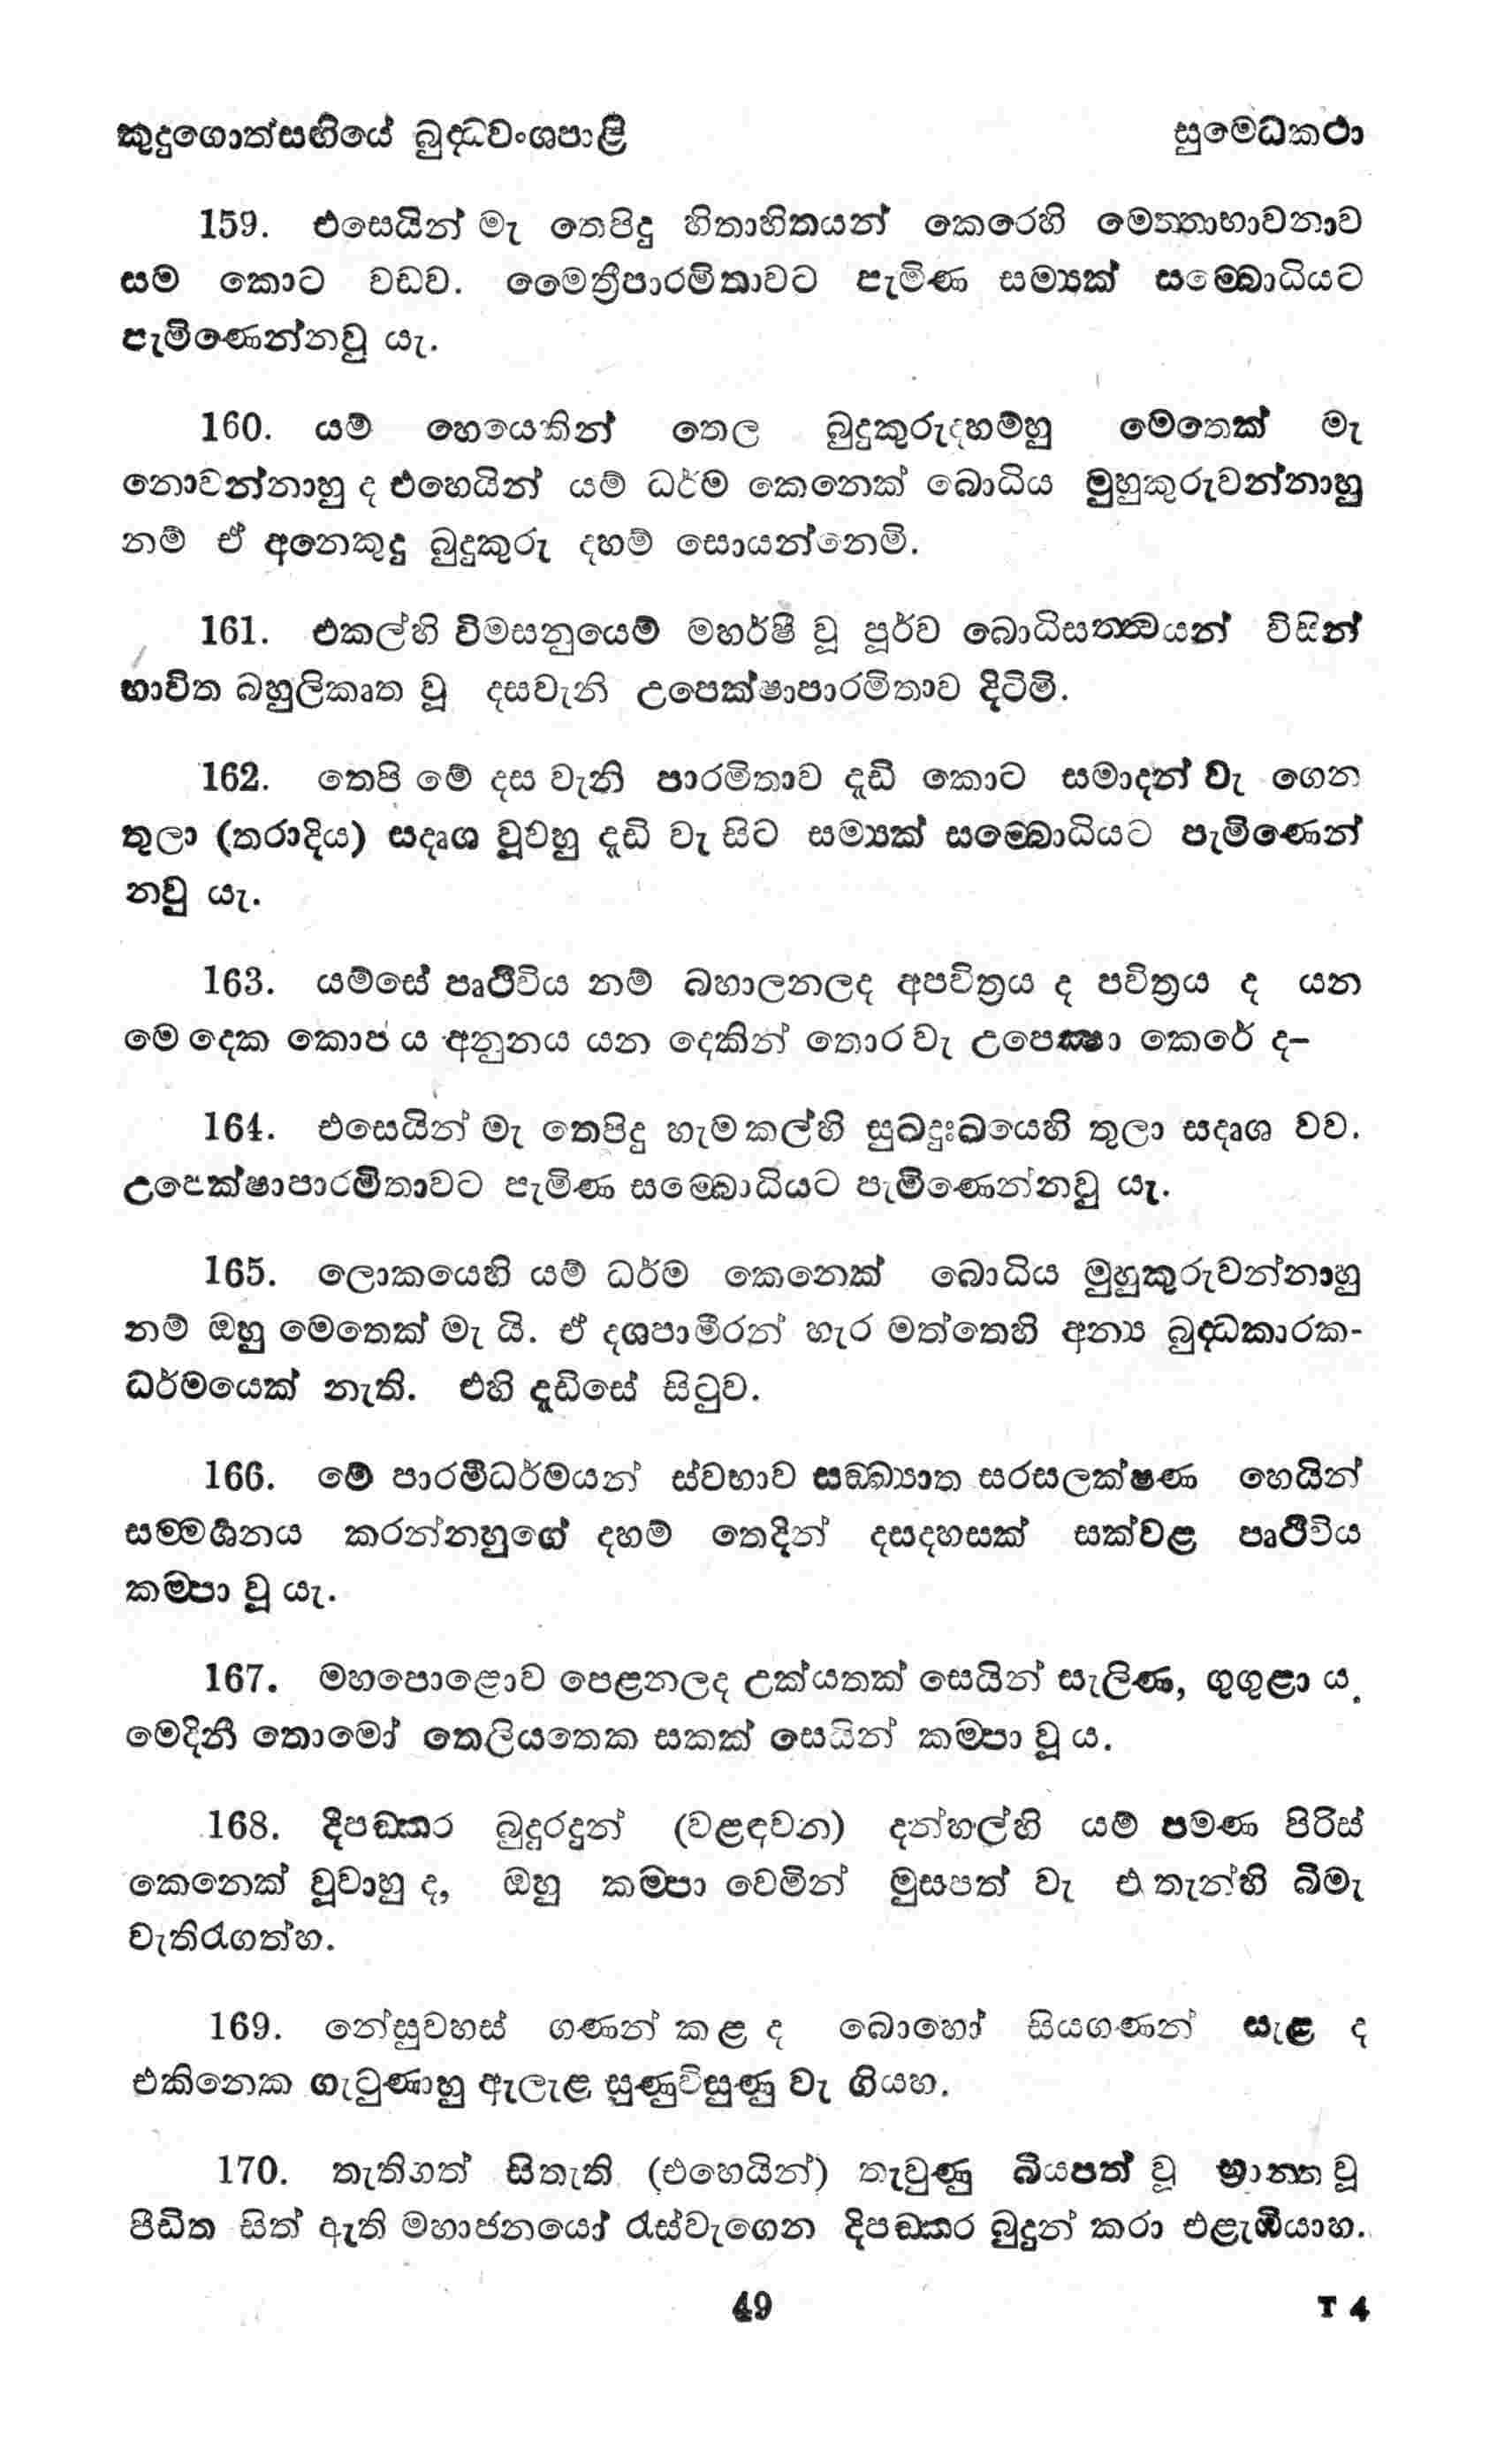 කුදුගොත්සඟියේ බුද්ධවංශපාළි සුමෙධකථා
159. එසෙයින් මැ තෙපිදු හිතාහිතයන් කෙරෙහි මෙත්තාභාවනාව
සම කොට වඩව. මෛත්‍රීපාරමිතාවට පැමිණ සම්‍යක් සම්බොධියට
පැමිණෙන්නවු යැ.
160. යම් හෙයෙකින් තෙල බුදුකුරුදහම්හු මෙතෙක් මැ
නොවන්නාහු ද එහෙයින් යම් ධර්ම කෙනෙක් බොධිය මුහුකුරුවන්නාහු
නම් ඒ අනෙකුදු බුදුකුරු දහම් සොයන්නෙමි.
161. එකල්හි විමසනුයෙම් මහර්ෂී වූ පූර්ව බොධිසත්ත්වයන් විසින්
භාවිත බහුලිකෘත වූ දසවැනි උපෙක්ෂාපාරමිතාව දිටිමි.
162. තෙපි මේ දස වැනි පාරමිතාව දැඩි කොට සමාදන් වැ ගෙන
තුලා (තරාදිය) සදෘශ වූවහු දැඩි වැ සිට සම්‍යක් සම්බොධියට පැමිණෙන්
නවු යැ.
163. යම්සේ පෘථිවිය නම් බහාලනලද අපවිත්‍රය ද පවිත්‍රය ද යන
මෙ දෙක කොප ය අනුනය යන දෙකින් තොර වැ උපෙක්ෂා කෙරේ ද–
164. එසෙයින් මැ තෙපිදු හැම කල්හි සුඛදුඃඛයෙහි තුලා සදෘශ වව.
උපෙක්ෂාපාරමිතාවට පැමිණ සම්බොධියට පැමිණෙන්නවු යැ.
165. ලොකයෙහි යම් ධර්ම කෙනෙක් බොධිය මුහුකුරුවන්නාහු
නම් ඔහු මෙතෙක් මැ යි. ඒ දශපාමීරන් හැර මත්තෙහි අන්‍ය බුද්ධකාරක-
ධර්මයෙක් නැති. එහි දැඩිසේ සිටුව.
166. මේ පාරමීධර්මයන් ස්වභාව සඞ්ඛ්‍යාත සරසලක්ෂණ හෙයින්
සම්මර්ශනය කරන්නහුගේ දහම් තෙදින් දසදහසක් සක්වළ පෘථිවිය
කම්පා වූ යැ.
167. මහපොළොව පෙළනලද උක්යතක් සෙයින් සැලිණ, ගුගුළා ය.
මෙදිනී තොමෝ තෙලියතෙක සකක් සෙයින් කම්පා වූ ය.
168. දීපඞ්කර බුදුරදුන් (වළඳවන) දන්හල්හි යම් පමණ පිරිස්
කෙනෙක් වූවාහු ද, ඔහු කම්පා වෙමින් මුසපත් වැ එ තැන්හි බිමැ
වැතිරැගත්හ.
169. නේසුවහස් ගණන් කළ ද බොහෝ සියගණන් සැළ ද
එකිනෙක ගැටුණාහු ඇලැළ සුණුවිසුණු වැ ගියහ.
170. තැතිගත් සිතැති (එහෙයින්) තැවුණු බියපත් වූ භ්‍රාන්ත වූ
පීඩිත සිත් ඇති මහාජනයෝ රැස්වැගෙන දිපඞ්කර බුදුන් කරා එළැඹියාහ.
49 T 4